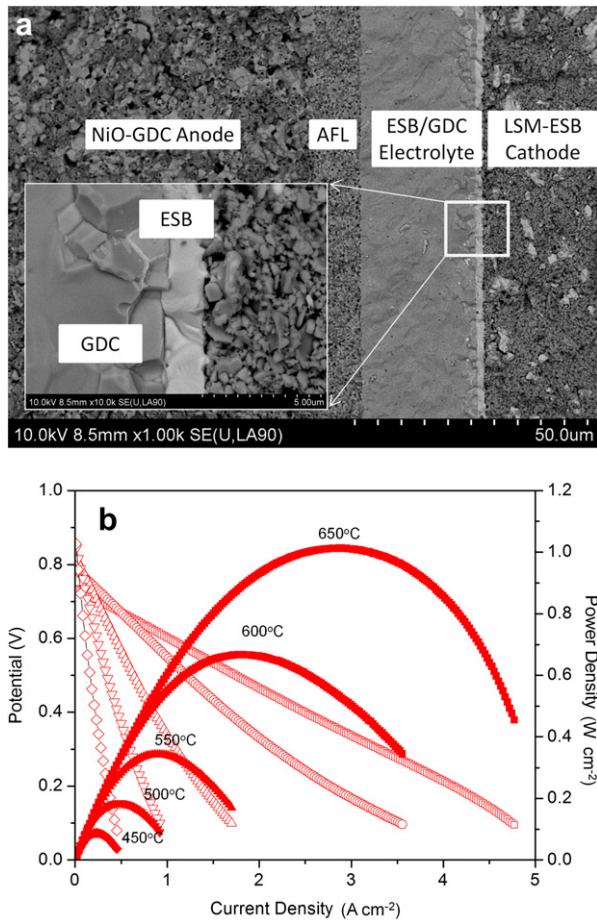 a
NiO-GDC Anode
AFL
ESB/GDC
Electrolyte
LSM-ESB
Cathode
ESB
GDC
10.0kV 8.5mm x10.0k SE(U,LA90)
5.00um
10.0kV 8.5mm x1.00k SE(U,LA90)
50.0um
b
1.0
0.8
0.6
0.4
0.2
0.0
Potential (V)
650°C
600°C
550°C
500°C
450°C
1.2
1.0
0.8
0.6
0.4
0.2
0.0
Power Density (W cm⁻²)
0 1 2 3 4 5
Current Density (A cm⁻²)